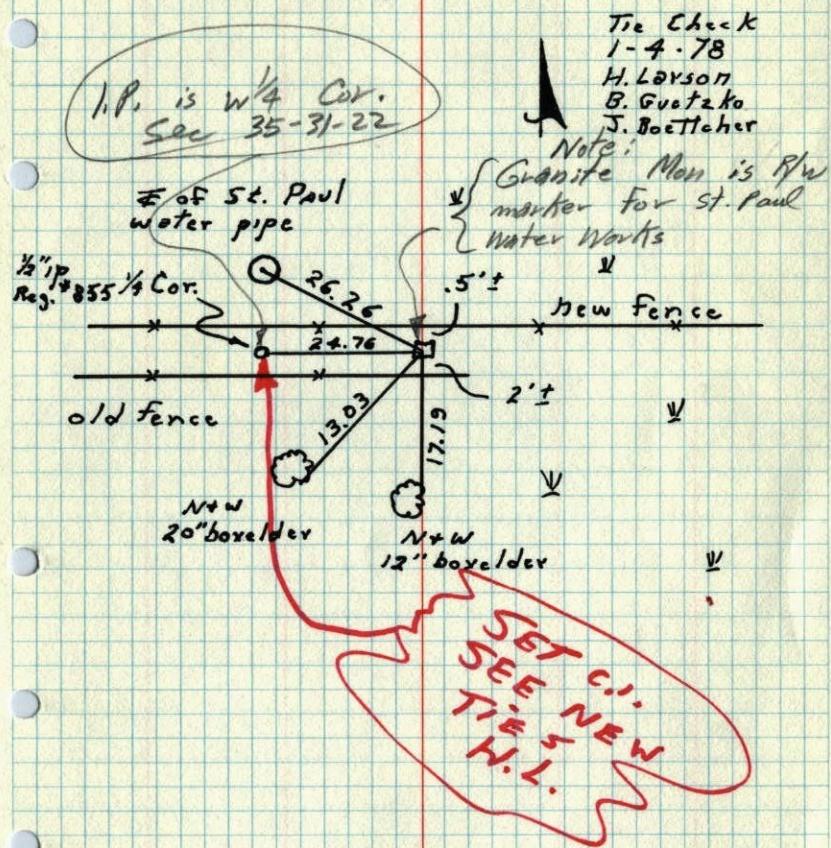 Tie Check
1-4-78
H. Larson
B. Guetzko
J. Boettcher
I.P. is W 1/4 Cor.
Sec 35-31-22
Note:
Granite Mon is R/W
marker for St. Paul
Water Works
℄ of St. Paul
water pipe
1/2" ip
Reg. # 855 1/4 Cor.
26.26
.5' ±
new fence
24.76
2' ±
old fence
13.03
17.19
N+W
20" boxelder
N+W
12" boxelder
SET C.I.
SEE NEW
TIES
H.L.